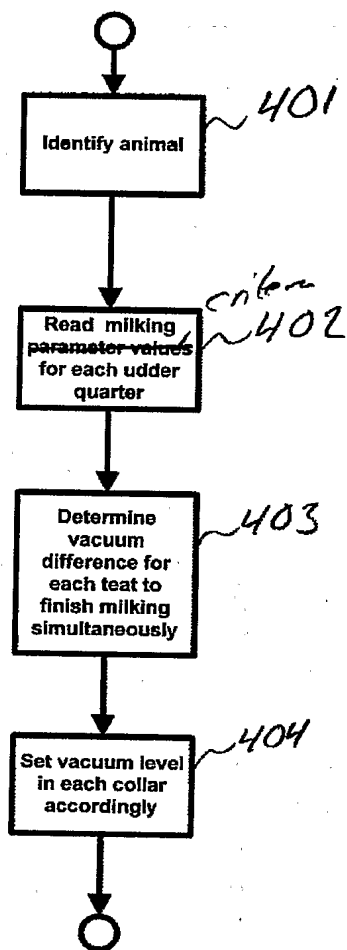 401
Identify animal
criteria
Read milking
parameter values
for each udder
quarter
402
Determine
vacuum
difference for
each teat to
finish milking
simultaneously
403
Set vacuum level
in each collar
accordingly
404